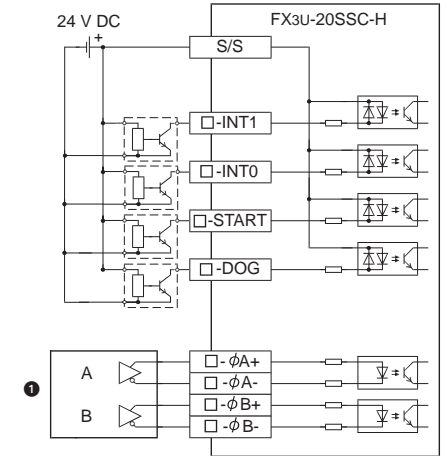 24 V DC
+
FX3U-20SSC-H
S/S
□-INT1
□-INT0
□-START
□-DOG
❶
A
B
□-ϕA+
□-ϕA-
□-ϕB+
□-ϕB-